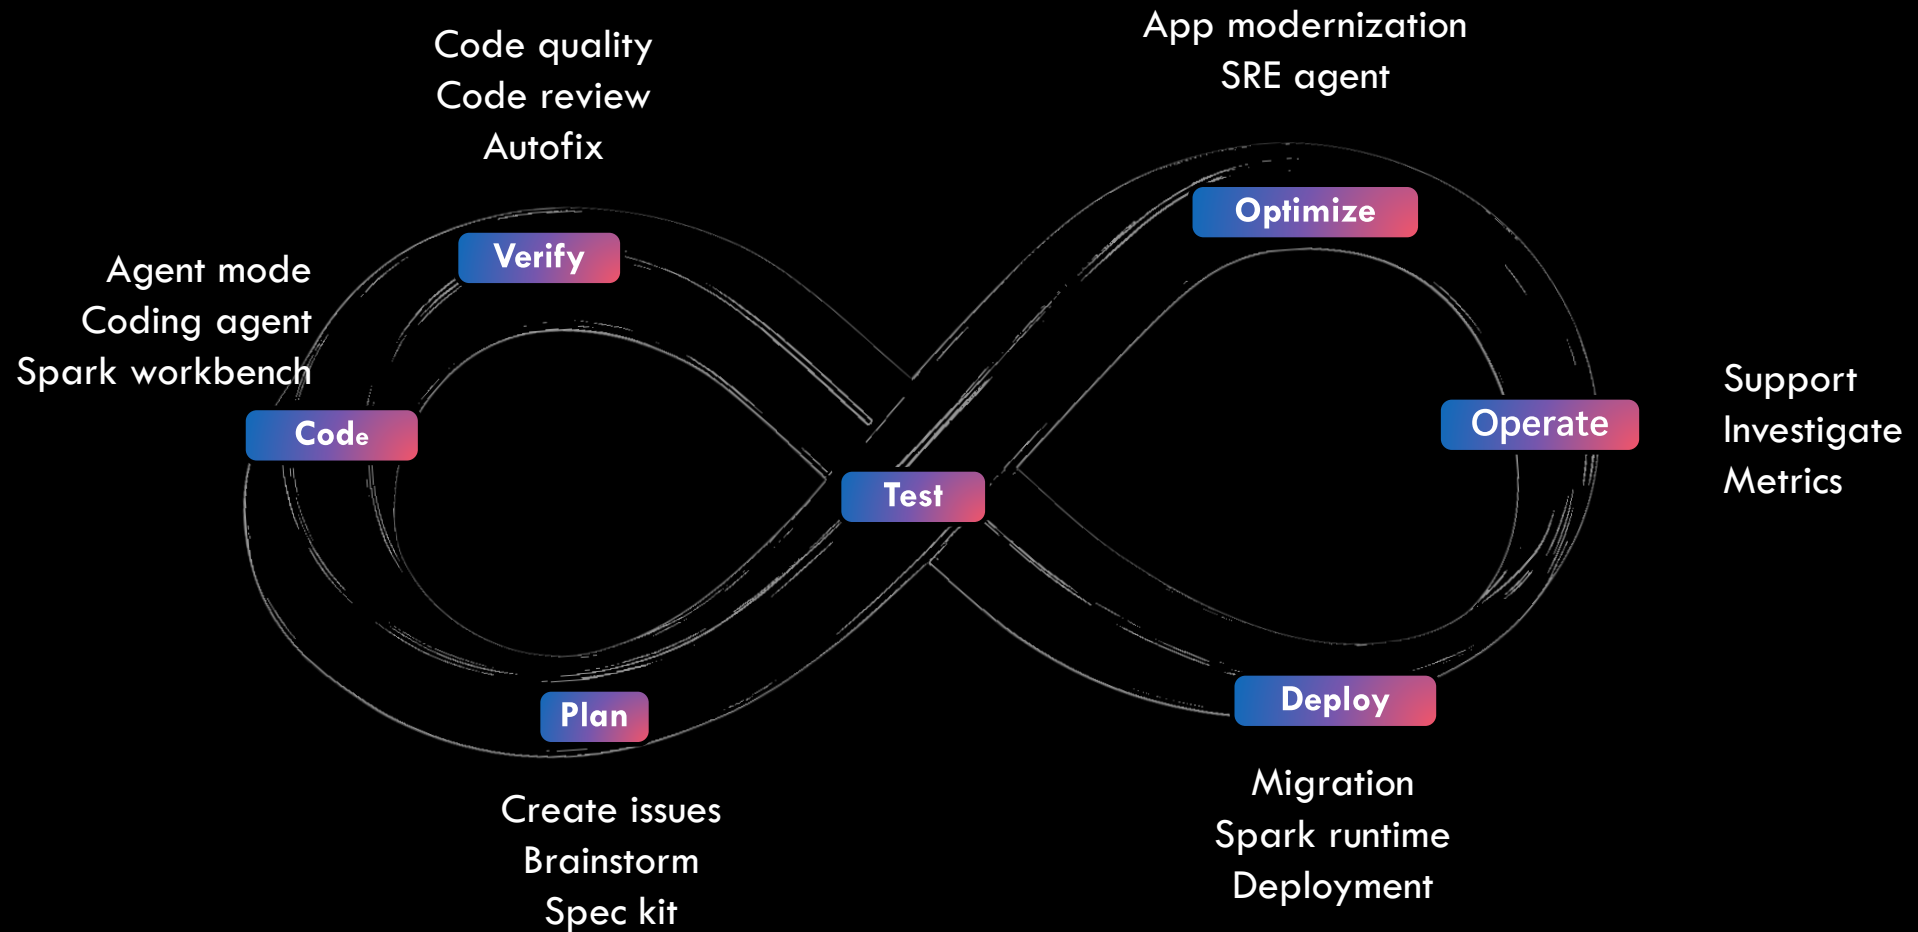 App modernization
SRE agent
Code quality
Code review
Autofix
Optimize
Verify
Agent mode
Coding agent
Spark workbench
Code
Operate
Support
Investigate
Metrics
Test
Plan
Deploy
Create issues
Brainstorm
Spec kit
Migration
Spark runtime
Deployment